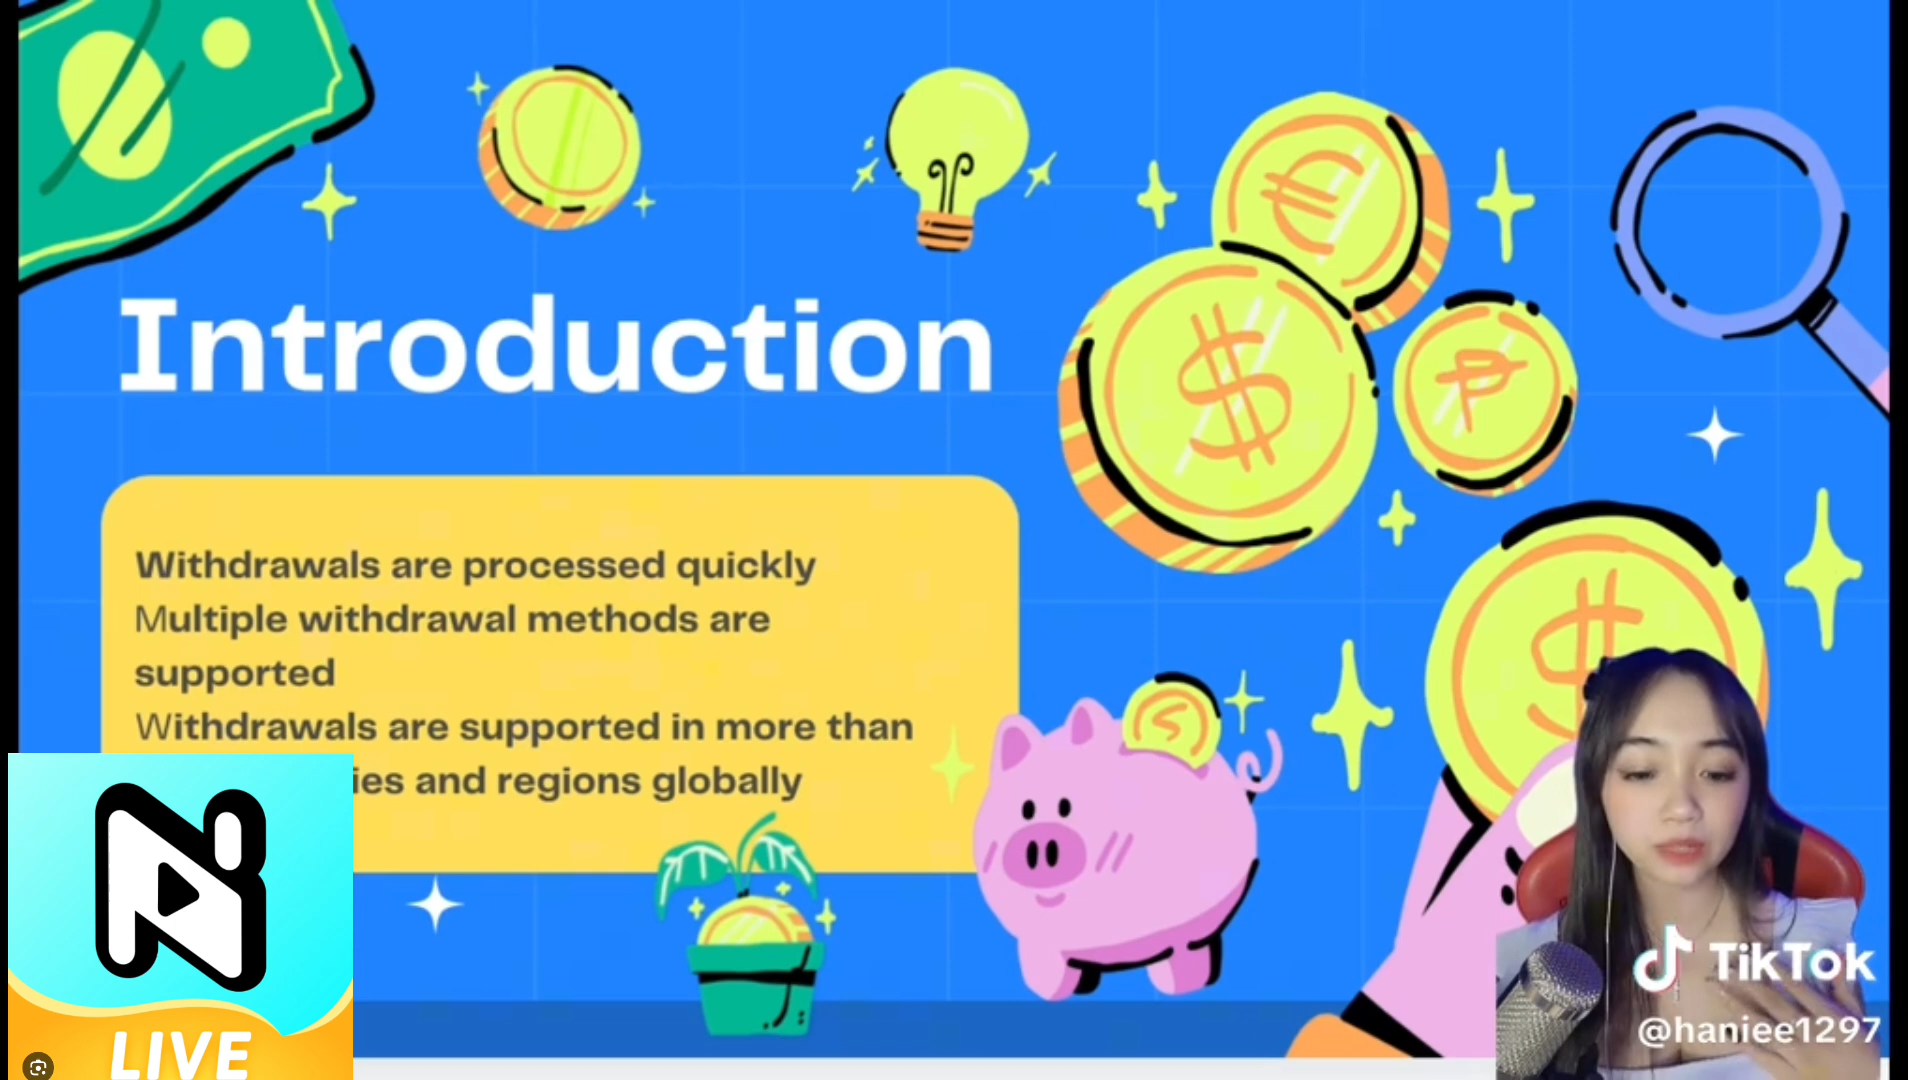 Introduction
Withdrawals are processed quickly
Multiple withdrawal methods are
supported
Withdrawals are supported in more than
and regions globally
LIVE
TikTok
@haniee1297